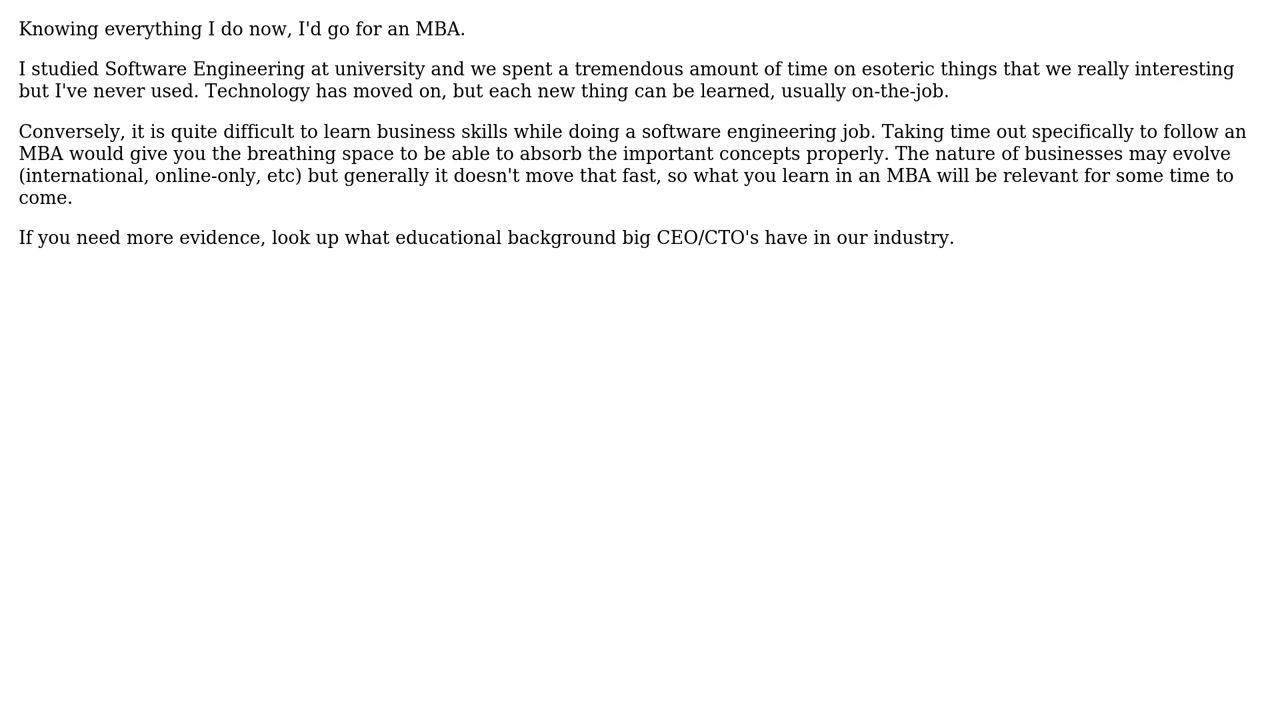 Knowing everything I do now, I'd go for an MBA.
I studied Software Engineering at university and we spent a tremendous amount of time on esoteric things that we really interesting
but I've never used. Technology has moved on, but each new thing can be learned, usually on-the-job.
Conversely, it is quite difficult to learn business skills while doing a software engineering job. Taking time out specifically to follow an
MBA would give you the breathing space to be able to absorb the important concepts properly. The nature of businesses may evolve
(international, online-only, etc) but generally it doesn't move that fast, so what you learn in an MBA will be relevant for some time to
come.
If you need more evidence, look up what educational background big CEO/CTO's have in our industry.